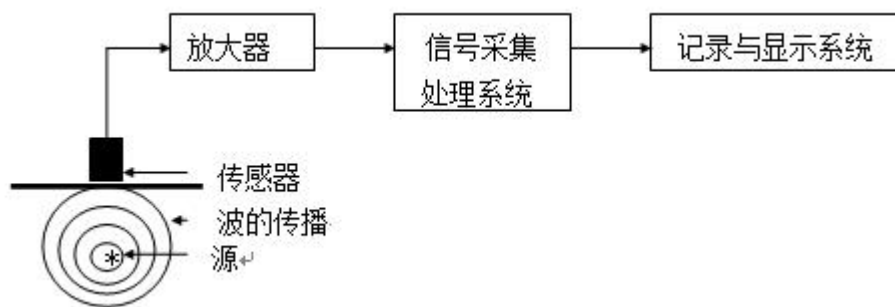 放大器
信号采集
处理系统
记录与显示系统
传感器
波的传播
源